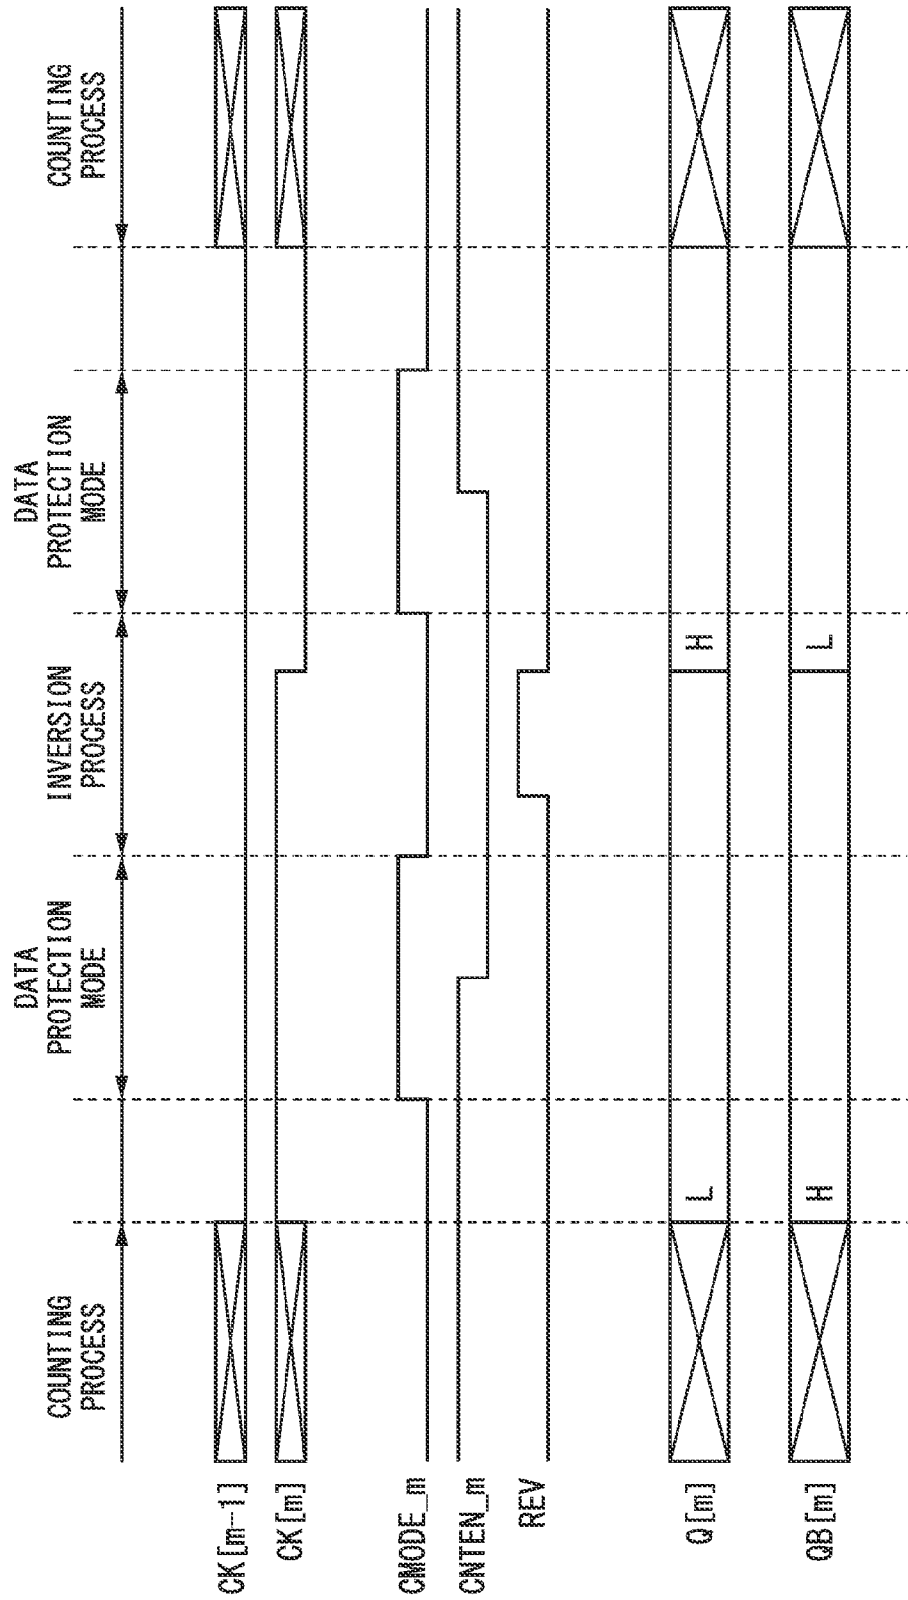 COUNTING
PROCESS
DATA
PROTECTION
MODE
INVERSION
PROCESS
DATA
PROTECTION
MODE
COUNTING
PROCESS
CK[m-1]
CK[m]
CMODE_m
CNTEN_m
REV
Q[m]
L
H
QB[m]
H
L